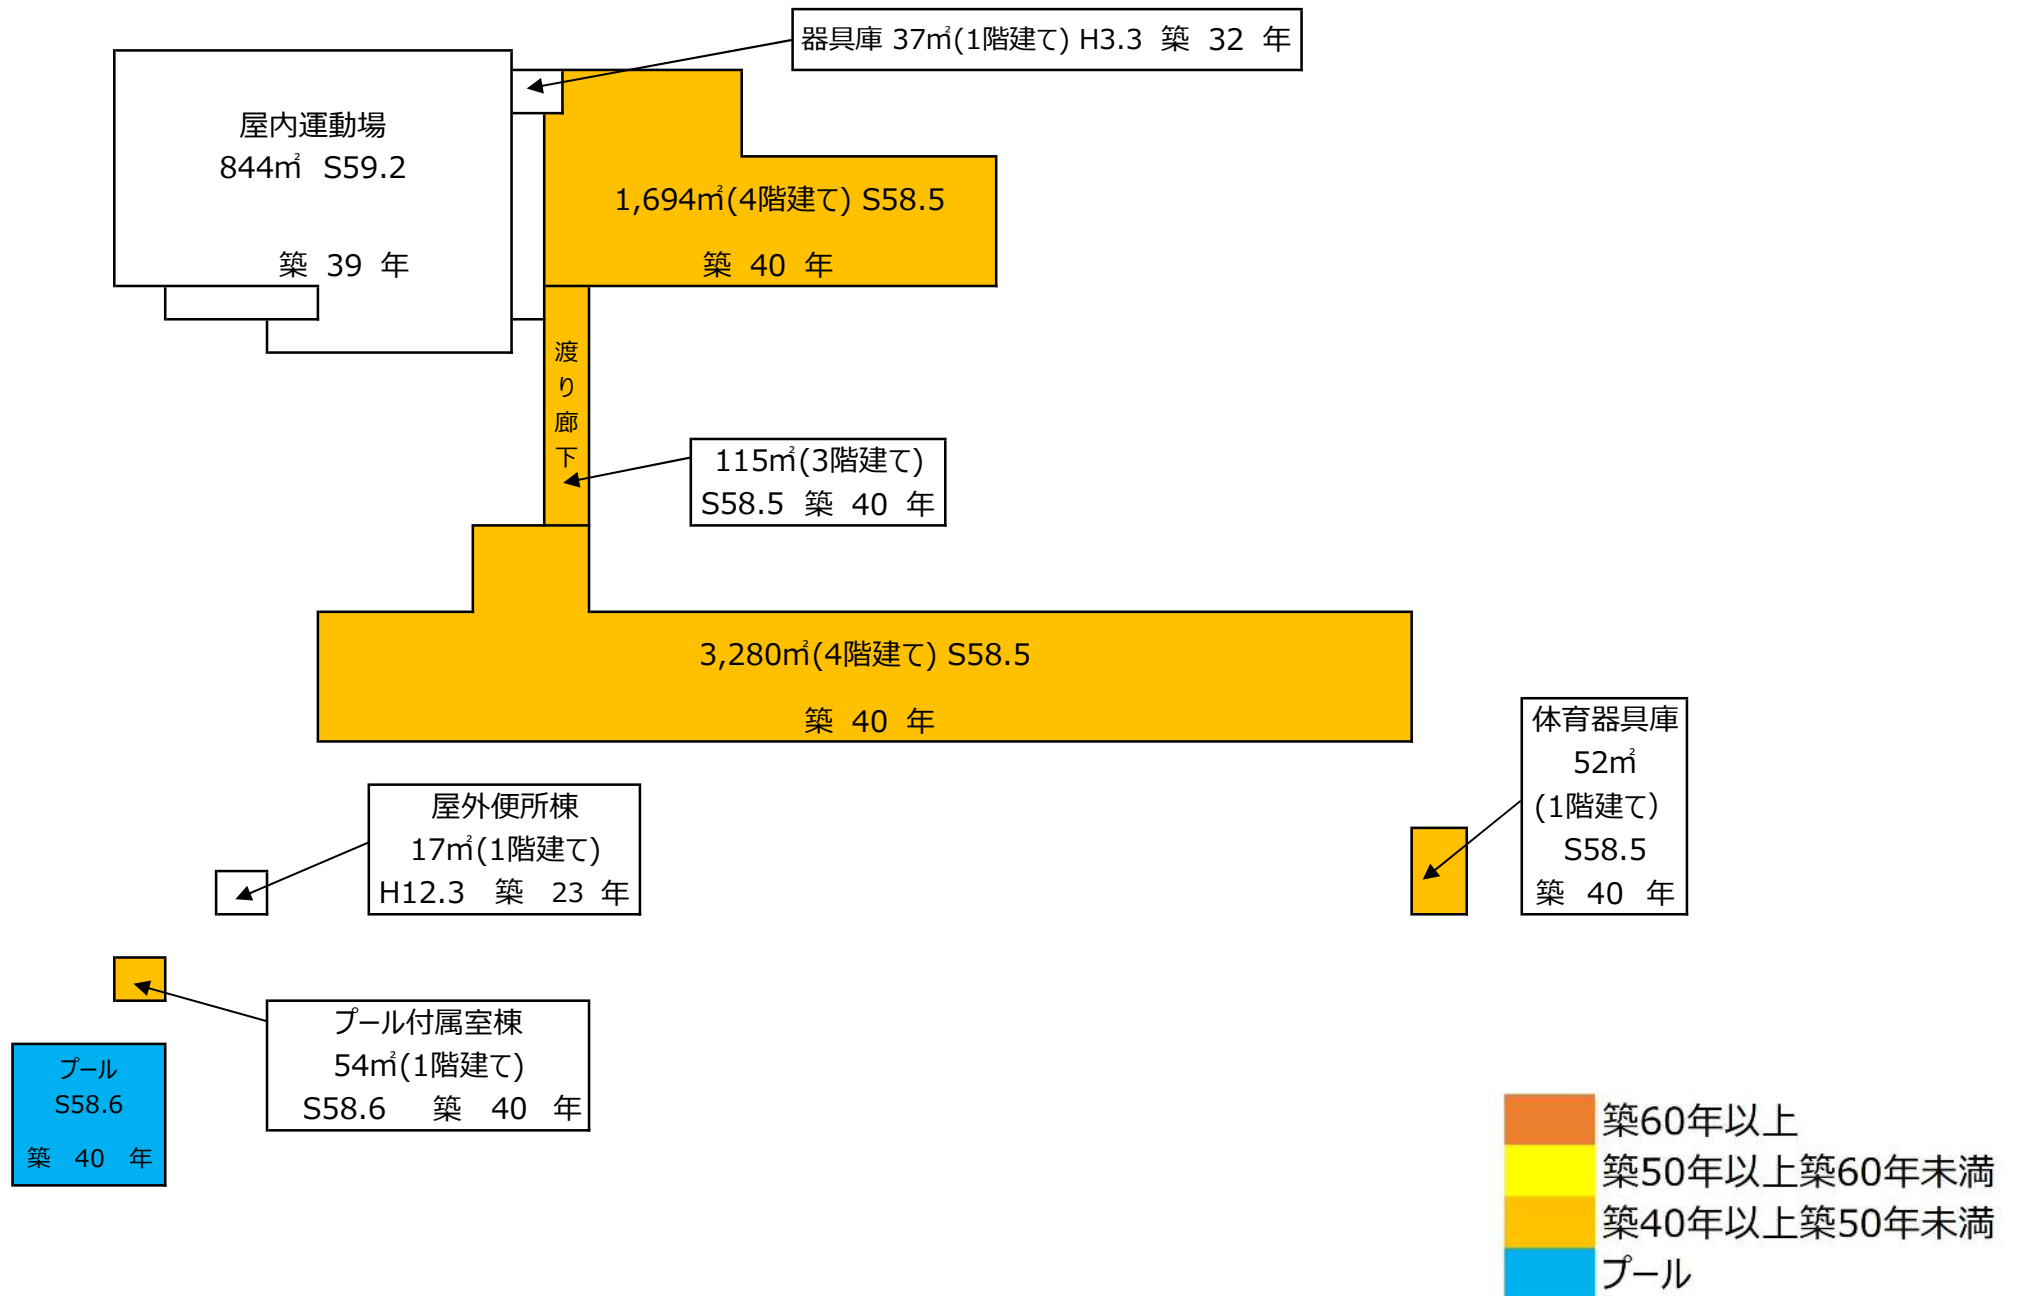 器具庫 37㎡(1階建て) H3.3 築 32 年
屋内運動場
844㎡ S59.2
築 39 年
1,694㎡(4階建て) S58.5
築 40 年
渡り廊下
115㎡(3階建て)
S58.5 築 40 年
3,280㎡(4階建て) S58.5
築 40 年
体育器具庫
52㎡
(1階建て)
S58.5
築 40 年
屋外便所棟
17㎡(1階建て)
H12.3 築 23 年
プール付属室棟
54㎡(1階建て)
S58.6 築 40 年
プール
S58.6
築 40 年
築60年以上
築50年以上築60年未満
築40年以上築50年未満
プール